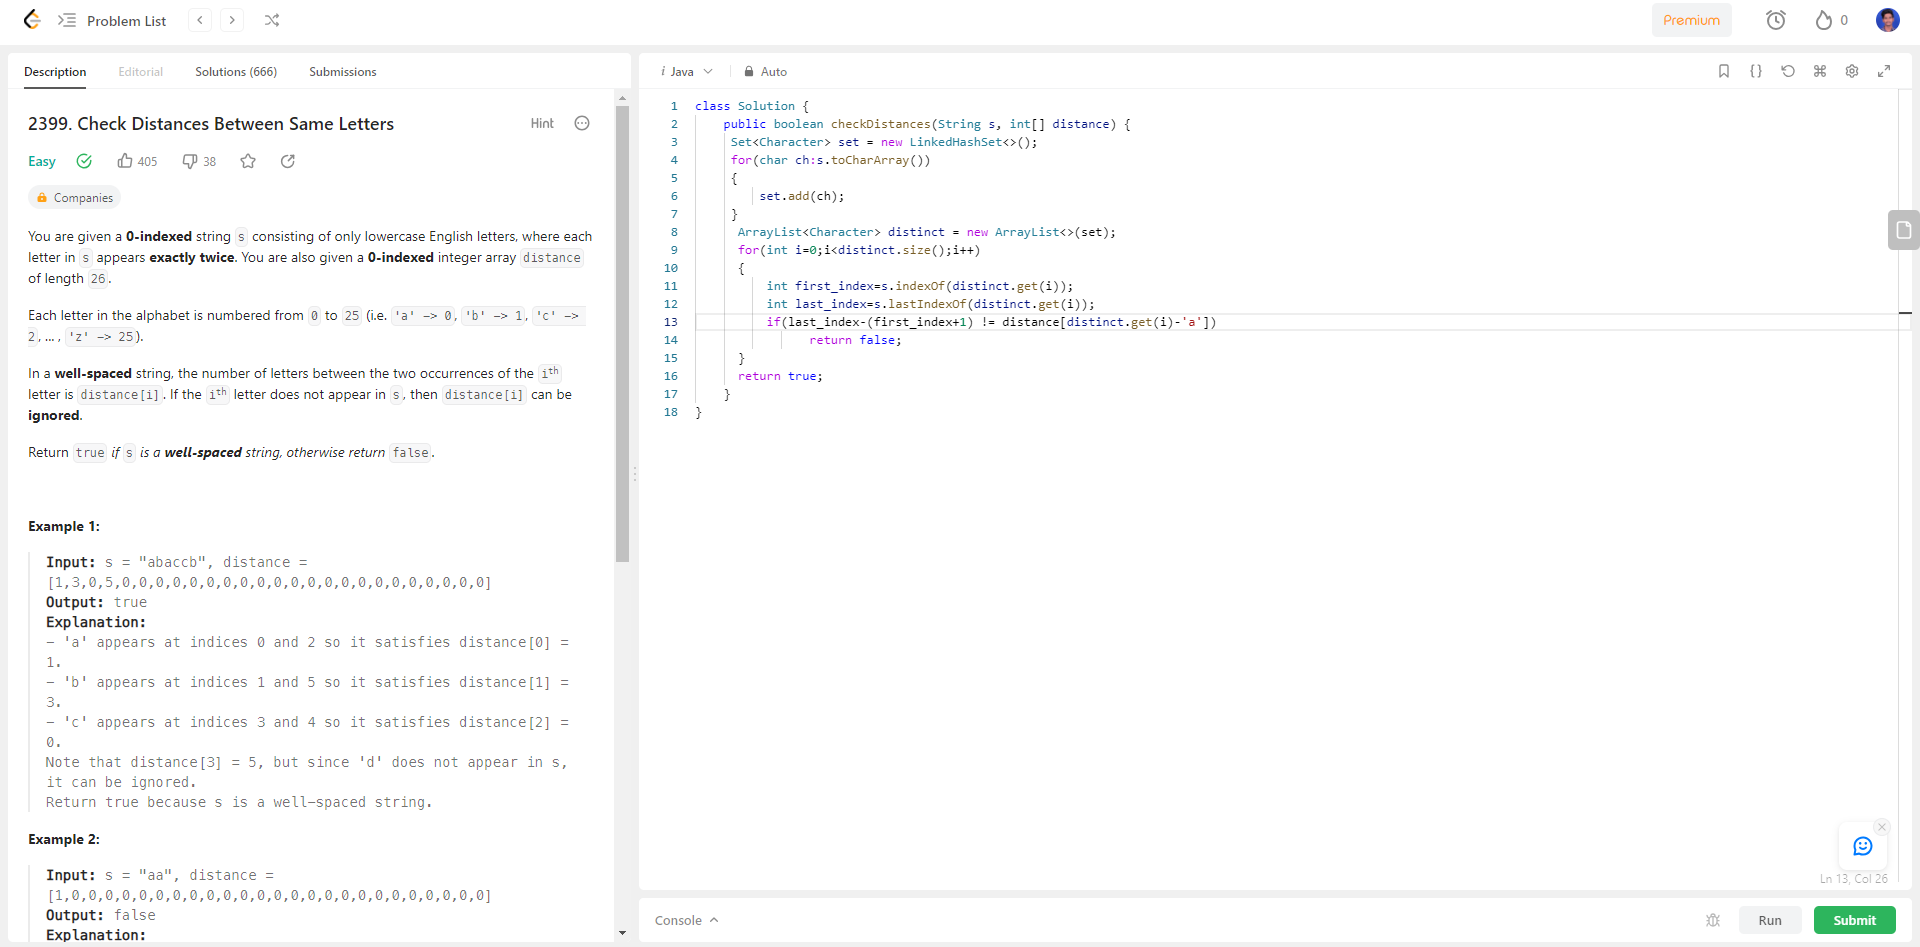 Problem List
Premium
0
Description Editorial Solutions (666) Submissions
2399. Check Distances Between Same Letters
Hint
Easy 405 38
Companies
You are given a 0-indexed string s consisting of only lowercase English letters, where each
letter in s appears exactly twice. You are also given a 0-indexed integer array distance
of length 26.
Each letter in the alphabet is numbered from 0 to 25 (i.e. 'a' -> 0, 'b' -> 1, 'c' ->
2, ... , 'z' -> 25).
In a well-spaced string, the number of letters between the two occurrences of the ith
letter is distance[i]. If the ith letter does not appear in s, then distance[i] can be
ignored.
Return true if s is a well-spaced string, otherwise return false.
Example 1:
Input: s = "abaccb", distance =
[1,3,0,5,0,0,0,0,0,0,0,0,0,0,0,0,0,0,0,0,0,0,0,0,0,0]
Output: true
Explanation:
- 'a' appears at indices 0 and 2 so it satisfies distance[0] =
1.
- 'b' appears at indices 1 and 5 so it satisfies distance[1] =
3.
- 'c' appears at indices 3 and 4 so it satisfies distance[2] =
0.
Note that distance[3] = 5, but since 'd' does not appear in s,
it can be ignored.
Return true because s is a well-spaced string.
Example 2:
Input: s = "aa", distance =
[1,0,0,0,0,0,0,0,0,0,0,0,0,0,0,0,0,0,0,0,0,0,0,0,0,0]
Output: false
Explanation:
i Java Auto
1 class Solution {
2 public boolean checkDistances(String s, int[] distance) {
3 Set<Character> set = new LinkedHashSet<>();
4 for(char ch:s.toCharArray())
5 {
6 set.add(ch);
7 }
8 ArrayList<Character> distinct = new ArrayList<>(set);
9 for(int i=0;i<distinct.size();i++)
10 {
11 int first_index=s.indexOf(distinct.get(i));
12 int last_index=s.lastIndexOf(distinct.get(i));
13 if(last_index-(first_index+1) != distance[distinct.get(i)-'a'])
14 return false;
15 }
16 return true;
17 }
18 }
Ln 13, Col 26
Console
Run
Submit